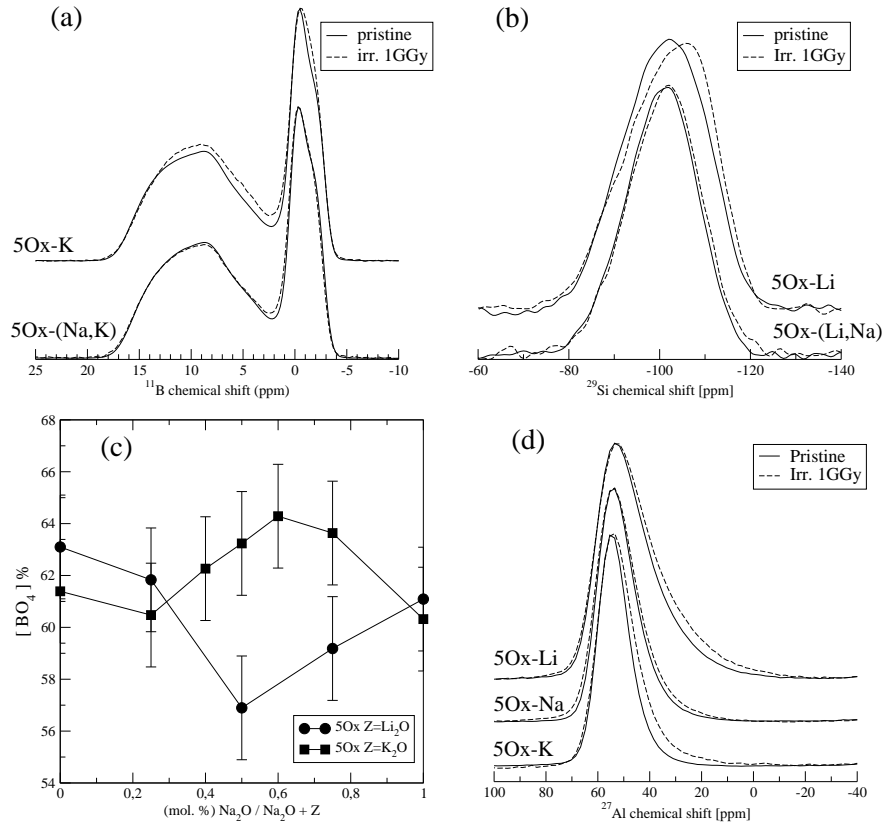 (a)
pristine
irr. 1GGy
5Ox-K
5Ox-(Na,K)
25 20 15 10 5 0 -5 -10
11B chemical shift (ppm)
(b)
pristine
Irr. 1GGy
5Ox-Li
5Ox-(Li,Na)
-60 -80 -100 -120 -140
29Si chemical shift [ppm]
(c)
68
66
64
62
60
58
56
54
[ BO4 ] %
5Ox Z=Li2O
5Ox Z=K2O
0 0,2 0,4 0,6 0,8 1
(mol. %) Na2O / Na2O + Z
(d)
Pristine
Irr. 1GGy
5Ox-Li
5Ox-Na
5Ox-K
100 80 60 40 20 0 -20 -40
27Al chemical shift [ppm]